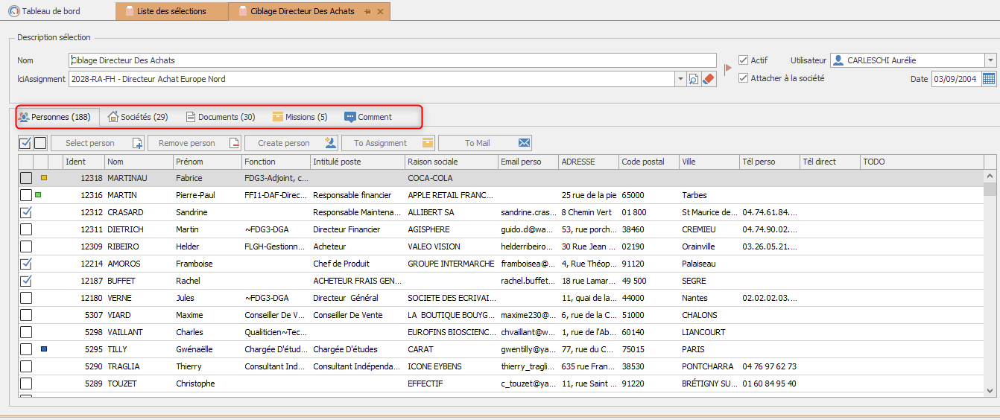 Tableau de bord Liste des sélections Ciblage Directeur Des Achats
Description sélection
Nom Ciblage Directeur Des Achats Actif Utilisateur CARLESCHI Aurélie
lciAssignment 2028-RA-FH - Directeur Achat Europe Nord Attacher à la société Date 03/09/2004
Personnes (188) Sociétés (29) Documents (30) Missions (5) Comment
Select person Remove person Create person To Assignment To Mail
Ident Nom Prénom Fonction Intitulé poste Raison sociale Email perso ADRESSE Code postal Ville Tél perso Tél direct TODO
12318 MARTINAU Fabrice FDG3-Adjoint, c... COCA-COLA
12316 MARTIN Pierre-Paul FFI1-DAF-Direc... Responsable financier APPLE RETAIL FRANC... 25 rue de la pie 65000 Tarbes
12312 CRASARD Sandrine Responsable Maintena... ALLIBERT SA sandrine.cras... 8 Chemin Vert 01 800 St Maurice de... 04.74.61.84....
12311 DIETRICH Martin ~FDG3-DGA Directeur Financier AGISPHERE guido.d@wa... 53, rue porch... 38460 CREMIEU 04.74.90.02....
12309 RIBEIRO Helder FLGH-Gestionn... Acheteur VALEO VISION helderribeiro... 30 Rue Jean ... 02190 Orainville 03.26.05.21....
12214 AMOROS Framboise Chef de Produit GROUPE INTERMARCHE framboisea@... 4, Rue Théop... 91120 Palaiseau
12187 BUFFET Rachel ACHETEUR FRAIS GEN... rachel.buffet... 18 rue Lamar... 49 500 SEGRE
12180 VERNE Jules ~FDG3-DGA Directeur Général SOCIETE DES ECRIVAI... 11, quai de la... 44000 Nantes 02.02.02.03....
5307 VIARD Maxime Conseiller De V... Conseiller De Vente LA BOUTIQUE BOUYG... maxime230@... 6, rue de la C... 51000 CHALONS
5298 VAILLANT Charles Qualiticien~Tec... EUROFINS BIOSCIENC... chvaillant@w... 1, rue de l'Ab... 60140 LIANCOURT
5295 TILLY Gwénaëlle Chargée D'étud... Chargée D'études CARAT gwentilly@ya... 77, rue du C... 75015 PARIS
5290 TRAGLIA Thierry Consultant Ind... Consultant Indépenda... ICONE EYBENS thierry_tragli... 635 rue Fran... 38530 PONTCHARRA 04 76 97 62 73
5289 TOUZET Christophe EFFECTIF c_touzet@ya... 11, rue Saint ... 91220 BRÉTIGNY SU... 01 60 84 95 40